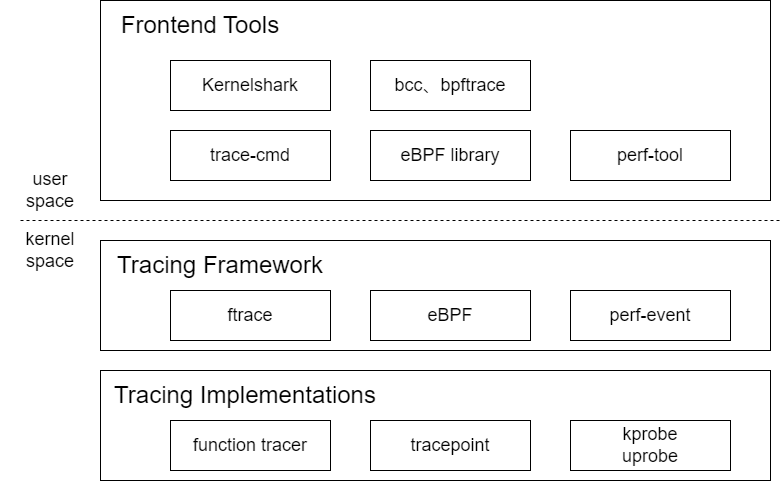 Frontend Tools
Kernelshark
bcc、bpftrace
trace-cmd
eBPF library
perf-tool
user
space
kernel
space
Tracing Framework
ftrace
eBPF
perf-event
Tracing Implementations
function tracer
tracepoint
kprobe
uprobe